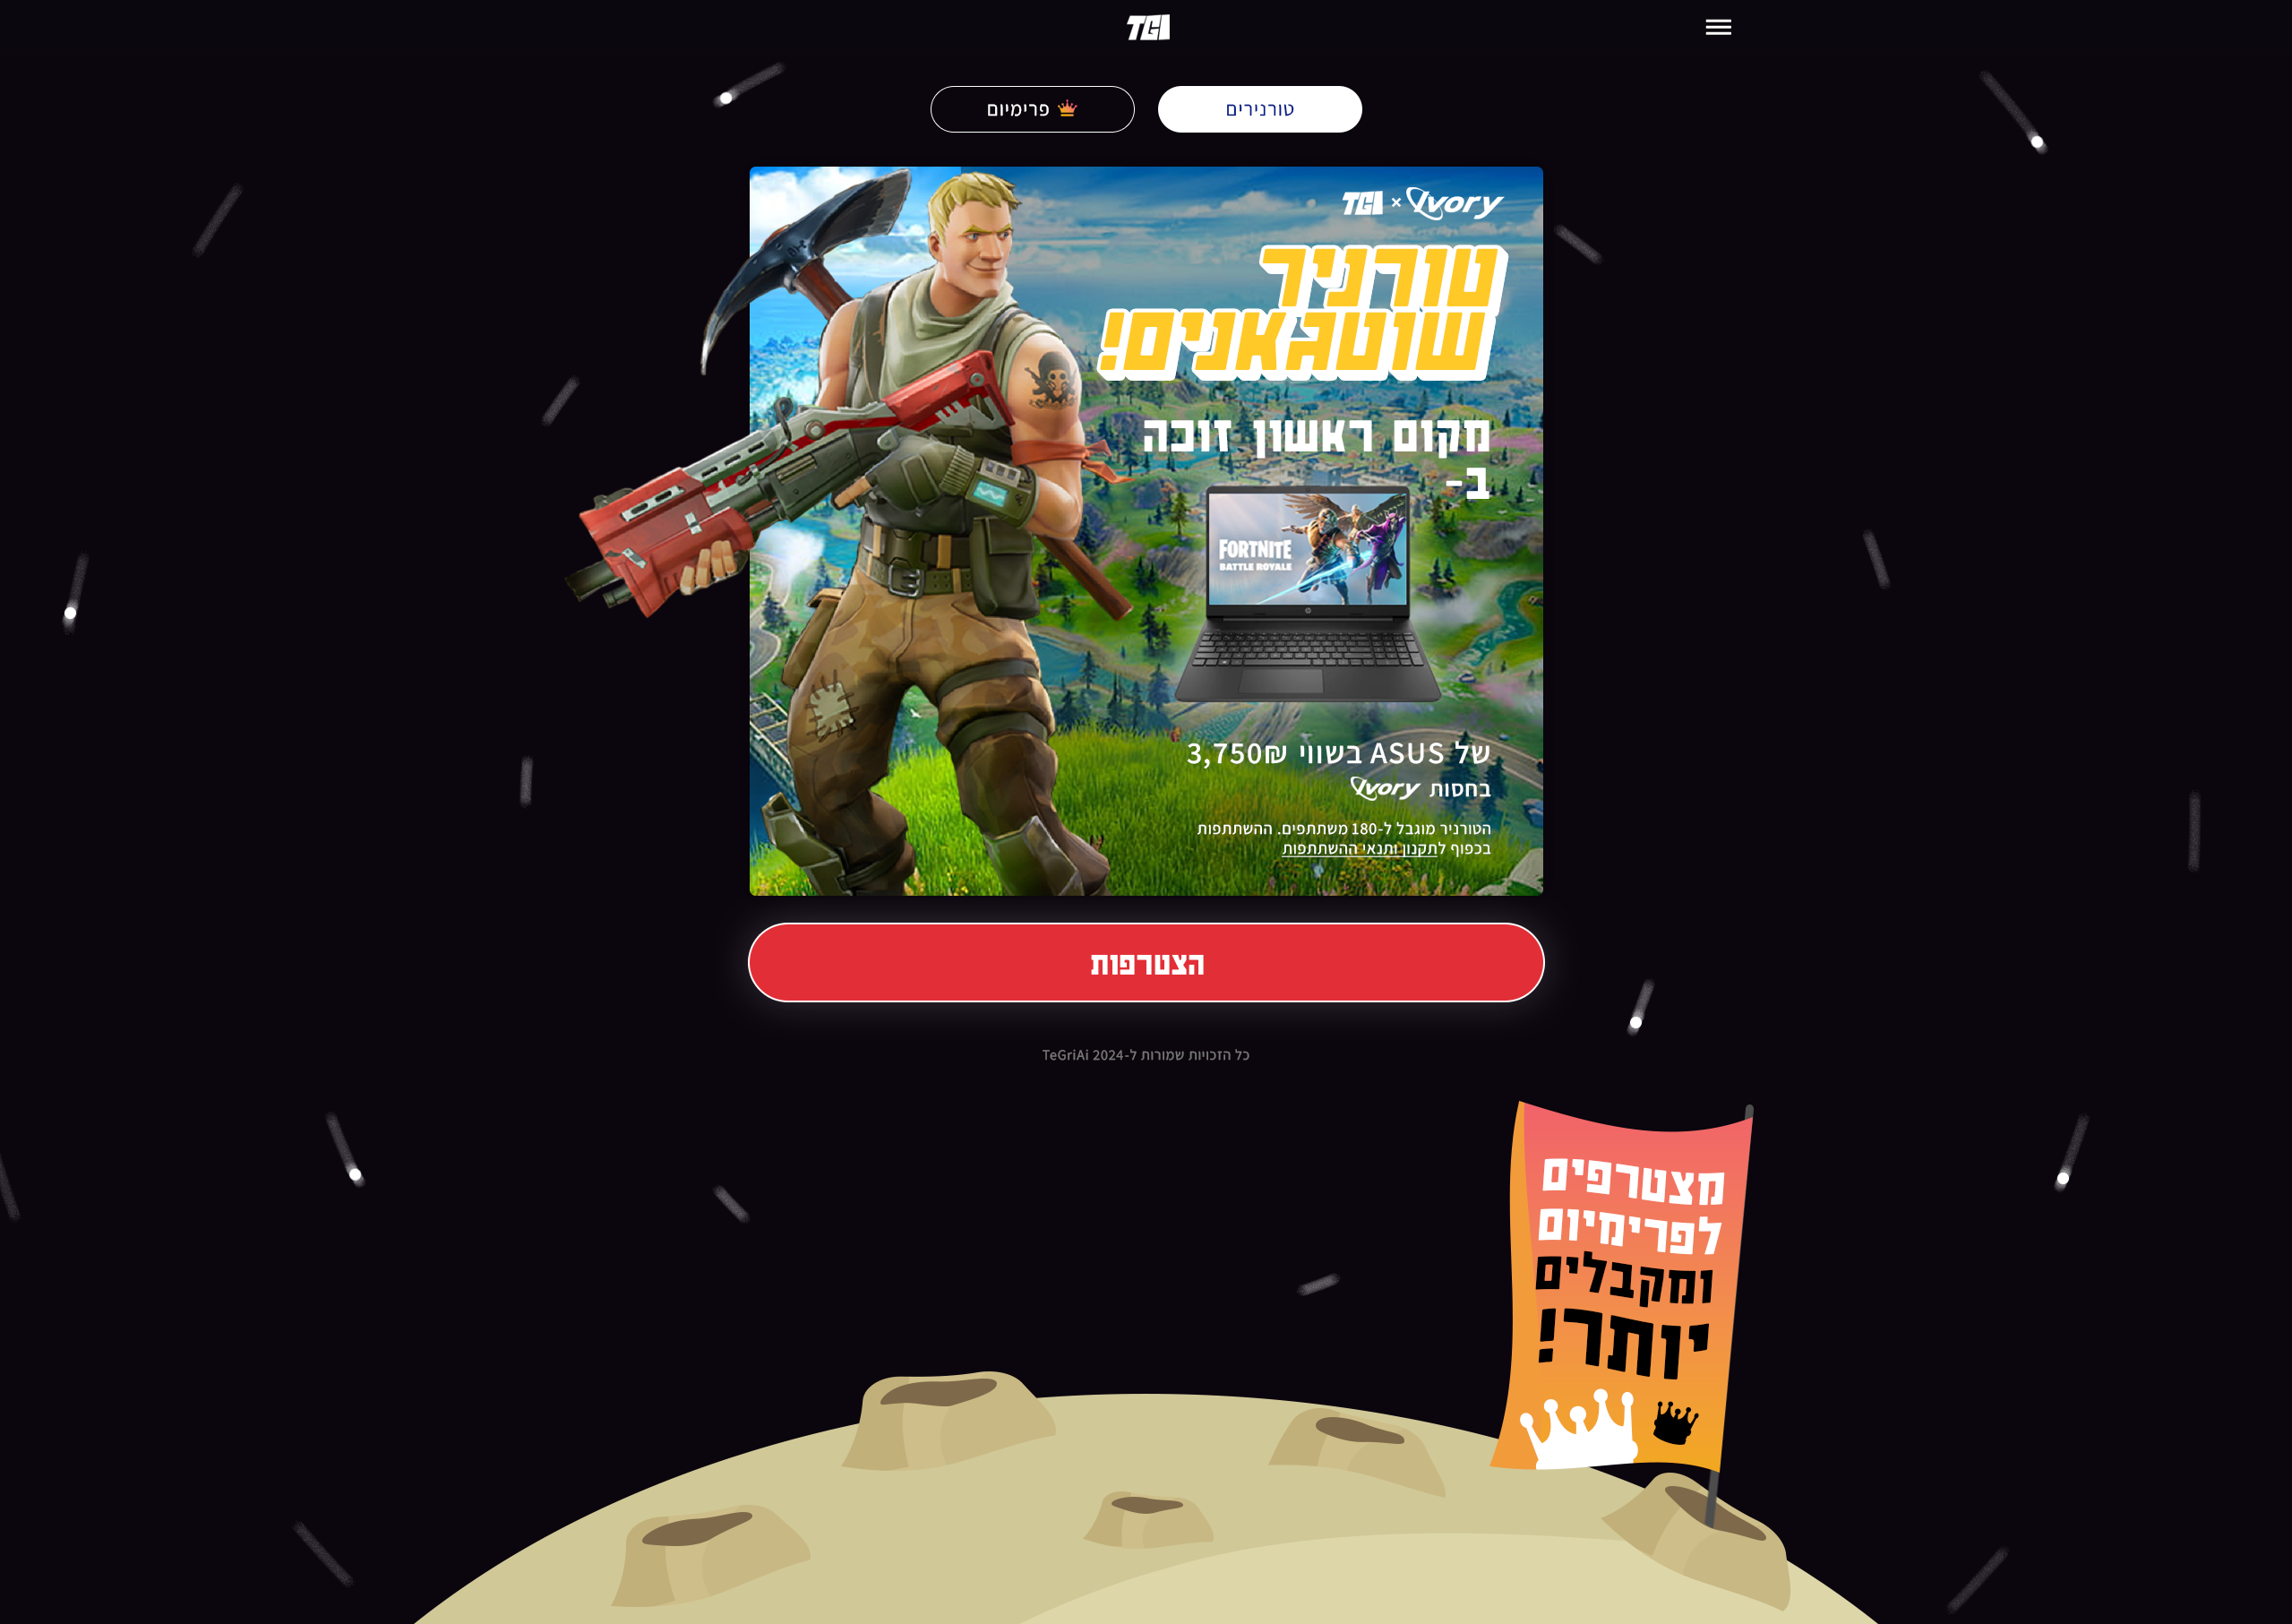 TGI
טורנירים
פרימיום
TGI × Ivory
טורניר
שוטגאנים!
מקום ראשון זוכה
ב-
FORTNITE
BATTLE ROYALE
של ASUS בשווי ₪3,750
בחסות Ivory
הטורניר מוגבל ל-180 משתתפים. ההשתתפות
בכפוף לתקנון ותנאי ההשתתפות
הצטרפות
כל הזכויות שמורות ל-TeGriAi 2024
מצטרפים
לפרימיום
ומקבלים
יותר!